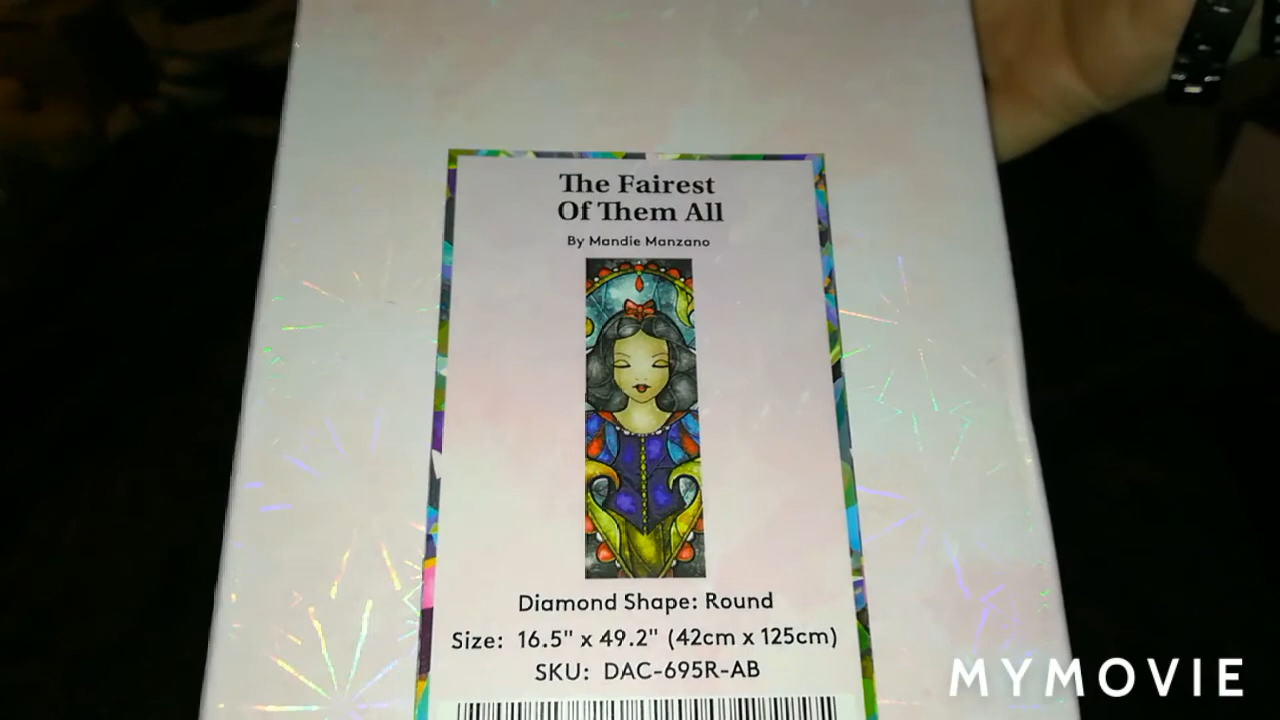 The Fairest
Of Them All
By Mandie Manzano
Diamond Shape: Round
Size: 16.5" x 49.2" (42cm x 125cm)
SKU: DAC-695R-AB
MYMOVIE